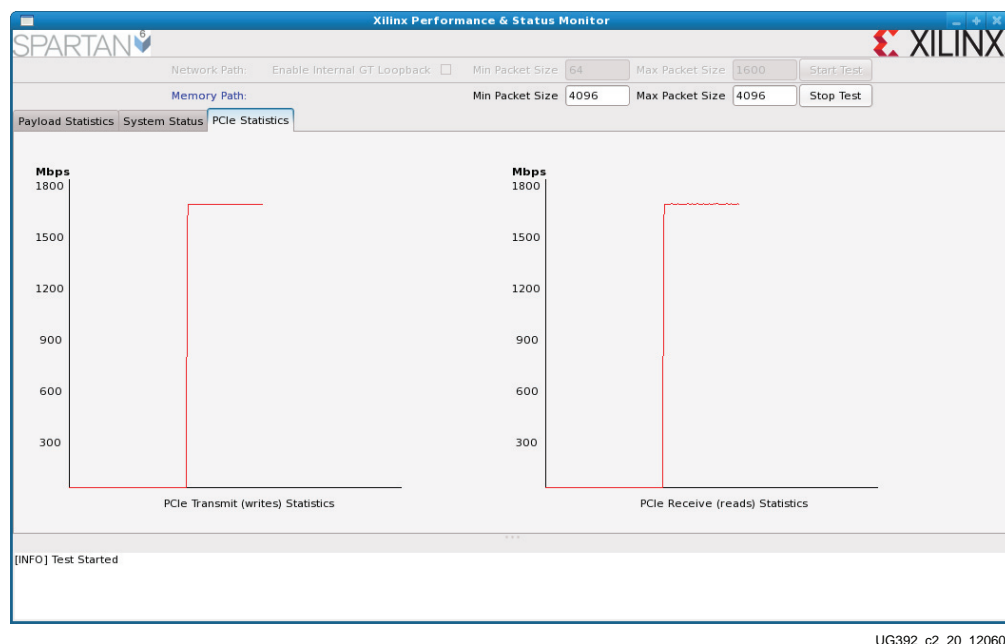 Xilinx Performance & Status Monitor
SPARTAN 6
XILINX
Network Path: Enable Internal GT Loopback Min Packet Size 64 Max Packet Size 1600 Start Test
Memory Path: Min Packet Size 4096 Max Packet Size 4096 Stop Test
Payload Statistics System Status PCIe Statistics
Mbps
1800
1500
1200
900
600
300
PCIe Transmit (writes) Statistics
Mbps
1800
1500
1200
900
600
300
PCIe Receive (reads) Statistics
[INFO] Test Started
UG392_c2_20_12060